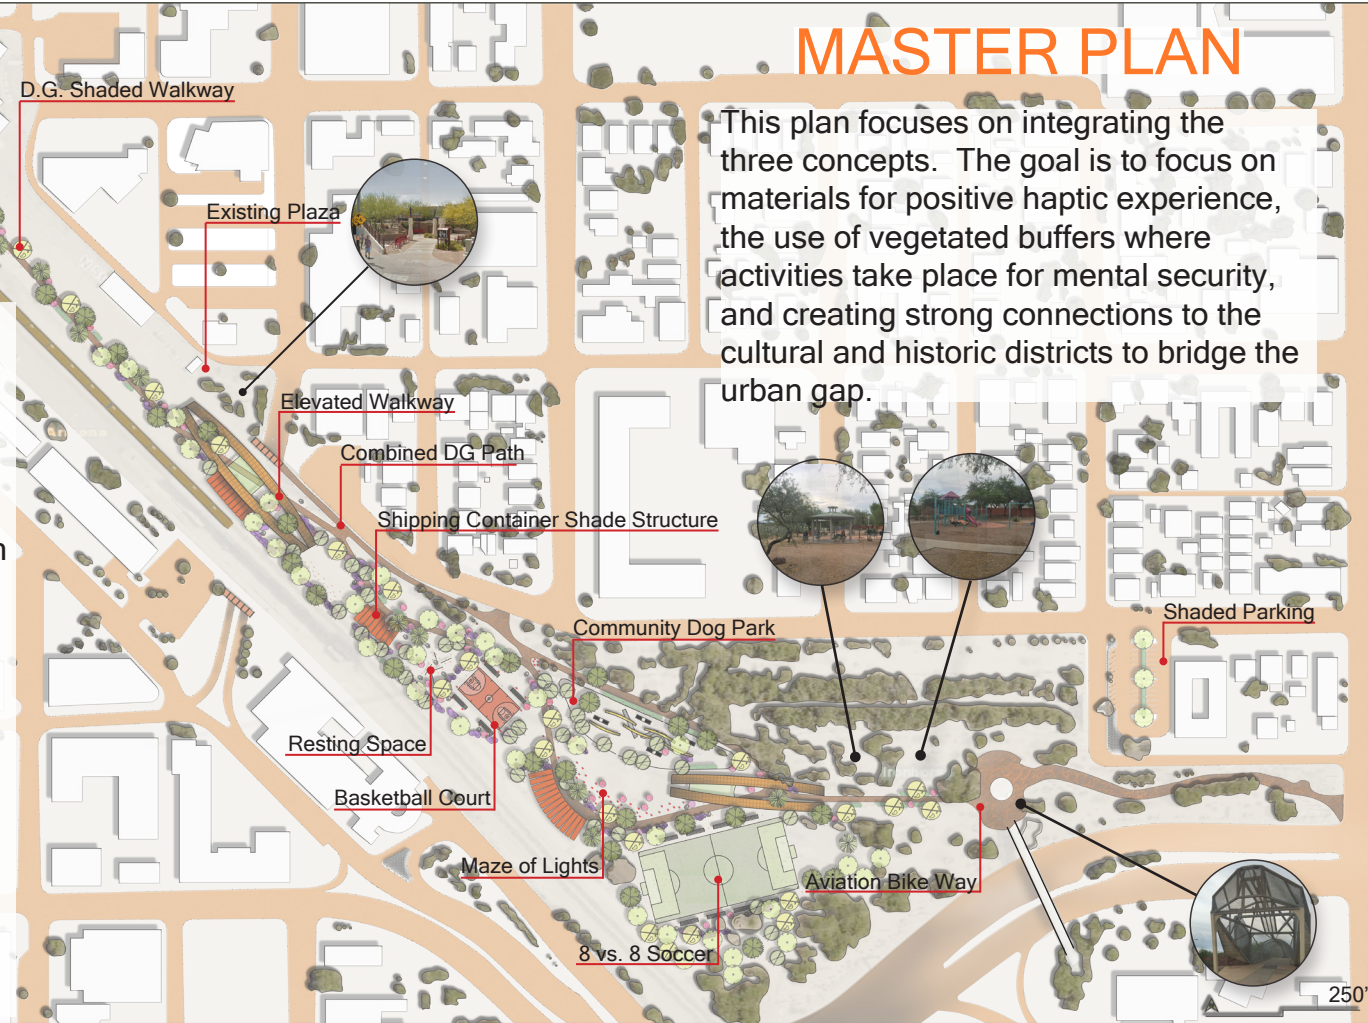 MASTER PLAN
This plan focuses on integrating the
three concepts. The goal is to focus on
materials for positive haptic experience,
the use of vegetated buffers where
activities take place for mental security,
and creating strong connections to the
cultural and historic districts to bridge the
urban gap.
D.G. Shaded Walkway
Existing Plaza
Elevated Walkway
Combined DG Path
Shipping Container Shade Structure
n
Community Dog Park
Shaded Parking
Resting Space
Basketball Court
Maze of Lights
Aviation Bike Way
8 vs. 8 Soccer
250'